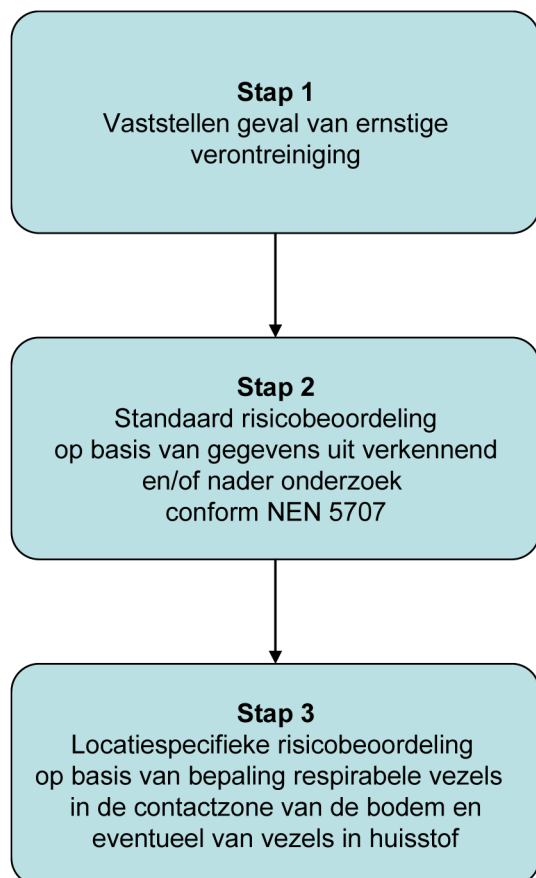 Stap 1
Vaststellen geval van ernstige
verontreiniging
Stap 2
Standaard risicobeoordeling
op basis van gegevens uit verkennend
en/of nader onderzoek
conform NEN 5707
Stap 3
Locatiespecifieke risicobeoordeling
op basis van bepaling respirabele vezels
in de contactzone van de bodem en
eventueel van vezels in huisstof